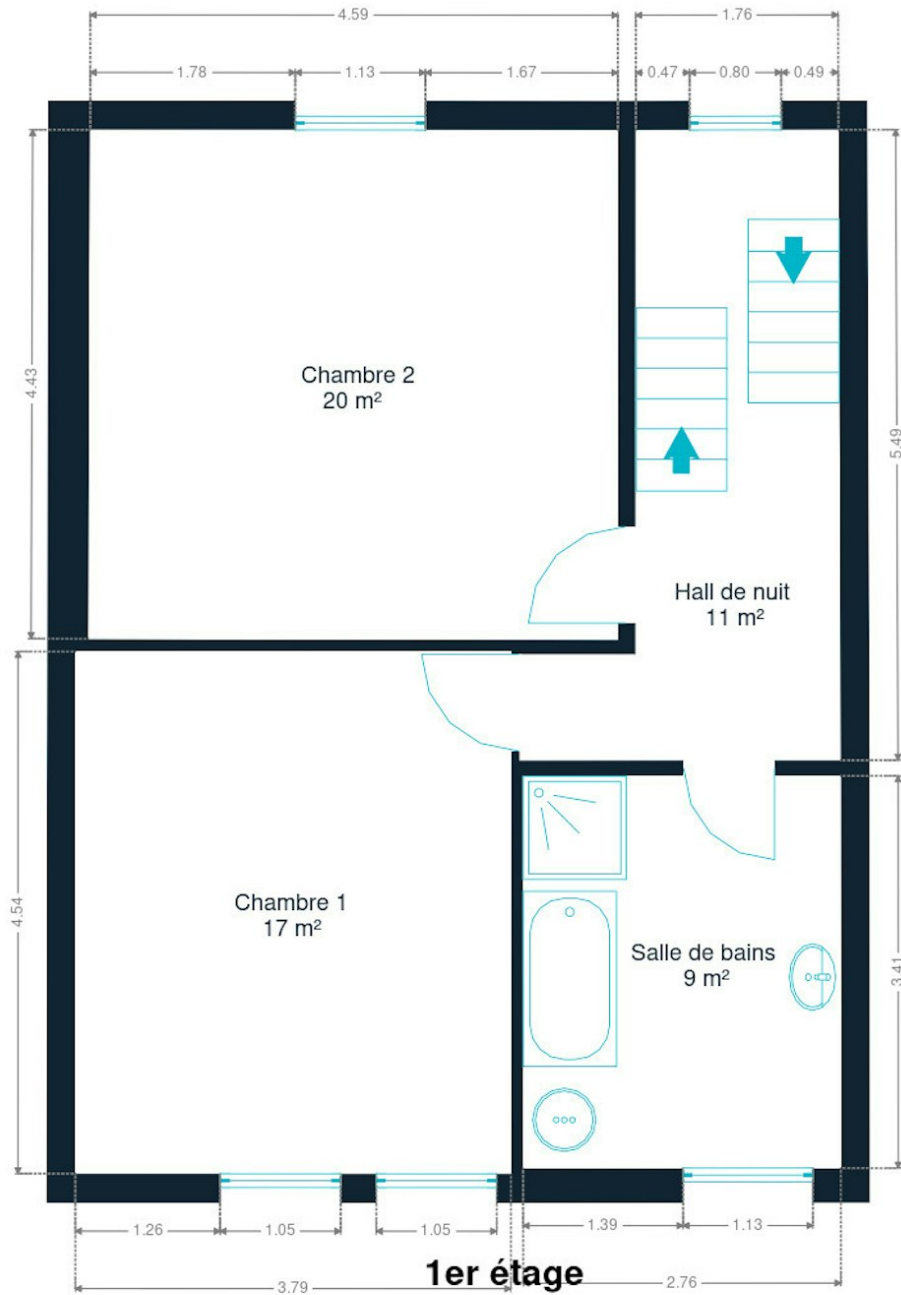 4.59
1.76
1.78
1.13
1.67
0.47
0.80
0.49
4.43
5.49
Chambre 2
20 m²
Hall de nuit
11 m²
4.54
3.41
Chambre 1
17 m²
Salle de bains
9 m²
1.26
1.05
1.05
1.39
1.13
1er étage
3.79
2.76